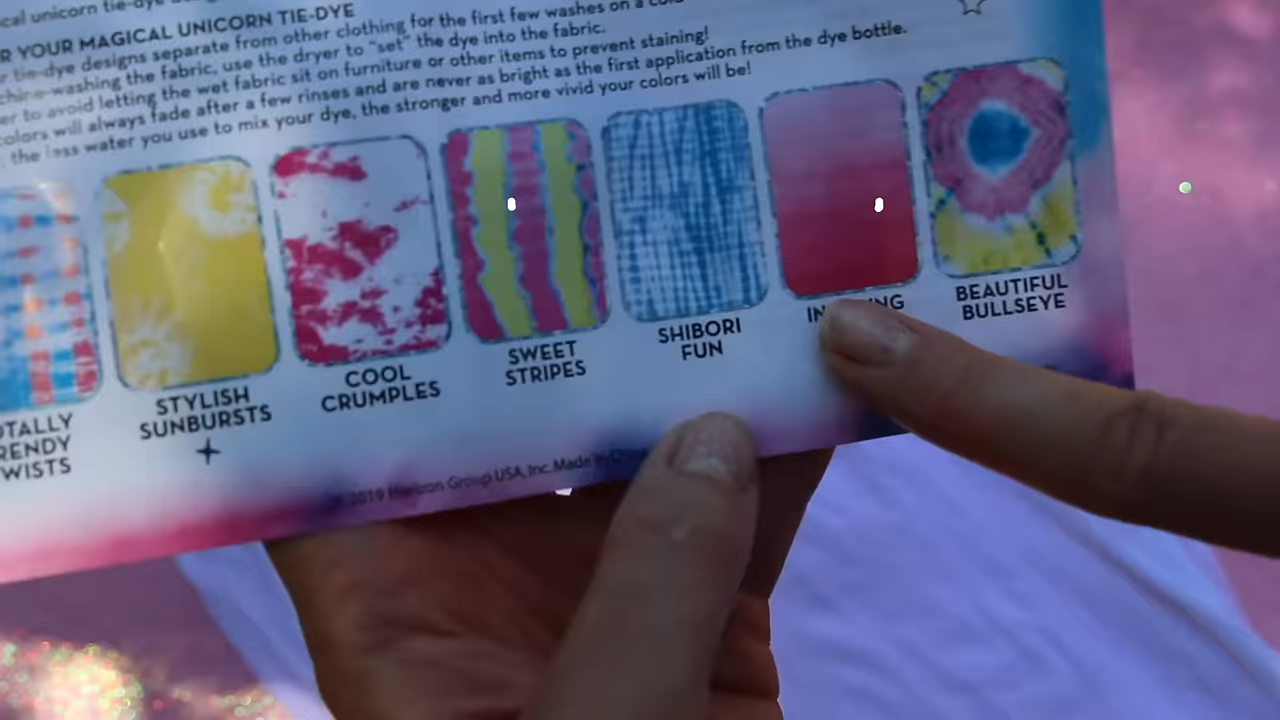 cal unicorn tie-dye
R YOUR MAGICAL UNICORN TIE-DYE
tie-dye designs separate from other clothing for the first few washes on a
-washing the fabric, use the dryer to "set" the dye into the fabric.
er to avoid letting the wet fabric sit on furniture or other items to prevent staining!
colors will always fade after a few rinses and are never as bright as the first application from the dye bottle.
the less water you use to mix your dye, the stronger and more vivid your colors will be!
OTALLY
RENDY
WISTS
STYLISH
SUNBURSTS
COOL
CRUMPLES
SWEET
STRIPES
SHIBORI
FUN
BEAUTIFUL
BULLSEYE
© 2019 Horizon Group USA, Inc. Made in